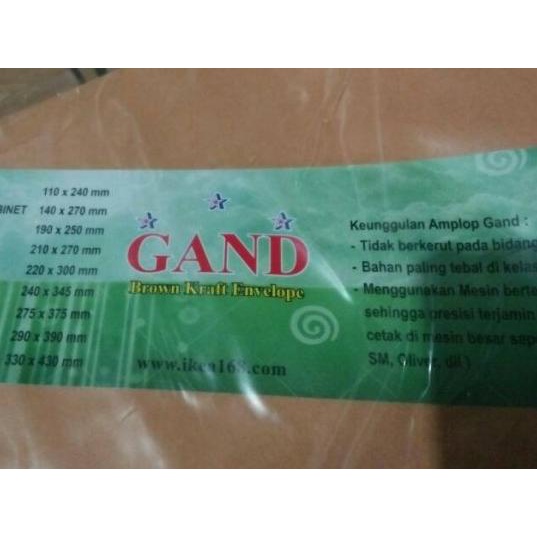 110 x 240 mm
BINET 140 x 270 mm
190 x 250 mm
210 x 270 mm
220 x 300 mm
240 x 345 mm
275 x 375 mm
290 x 390 mm
330 x 430 mm
GAND
Brown Kraft Envelope
www.ikea168.com
Keunggulan Amplop Gand :
- Tidak berkerut pada bidang
- Bahan paling tebal di kelas
- Menggunakan Mesin berte
sehingga presisi terjamin
cetak di mesin besar sepe
SM, Oliver, dll )